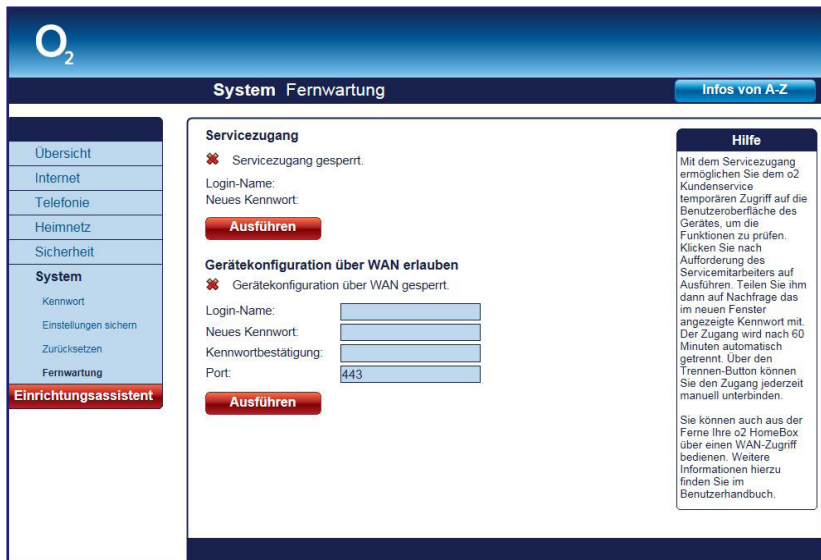 O2
System Fernwartung
Infos von A-Z
Übersicht
Internet
Telefonie
Heimnetz
Sicherheit
System
Kennwort
Einstellungen sichern
Zurücksetzen
Fernwartung
Einrichtungsassistent
Servicezugang
Servicezugang gesperrt.
Login-Name:
Neues Kennwort:
Ausführen
Gerätekonfiguration über WAN erlauben
Gerätekonfiguration über WAN gesperrt.
Login-Name:
Neues Kennwort:
Kennwortbestätigung:
Port: 443
Ausführen
Hilfe
Mit dem Servicezugang
ermöglichen Sie dem o2
Kundenservice
temporären Zugriff auf die
Benutzeroberfläche des
Gerätes, um die
Funktionen zu prüfen.
Klicken Sie nach
Aufforderung des
Servicemitarbeiters auf
Ausführen. Teilen Sie ihm
dann auf Nachfrage das
im neuen Fenster
angezeigte Kennwort mit.
Der Zugang wird nach 60
Minuten automatisch
getrennt. Über den
Trennen-Button können
Sie den Zugang jederzeit
manuell unterbinden.
Sie können auch aus der
Ferne Ihre o2 HomeBox
über einen WAN-Zugriff
bedienen. Weitere
Informationen hierzu
finden Sie im
Benutzerhandbuch.